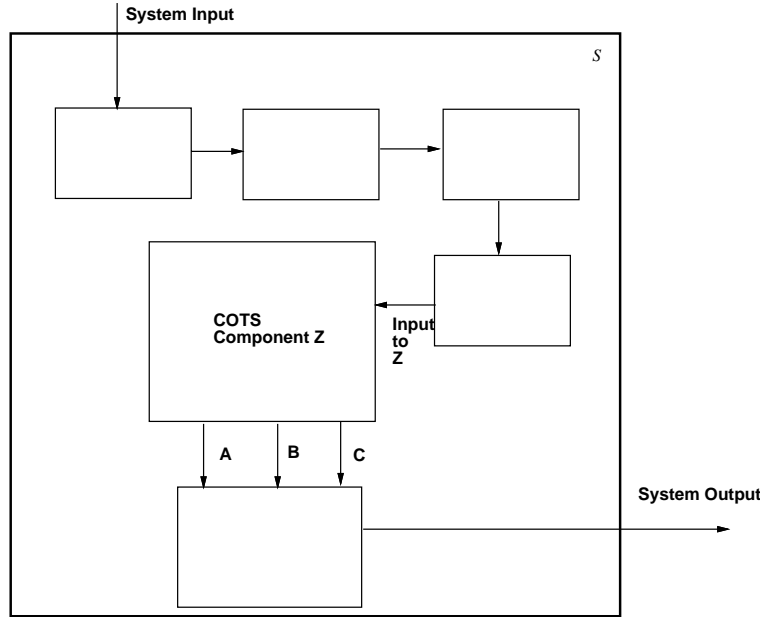 System Input
S
COTS
Component Z
Input
to
Z
A
B
C
System Output